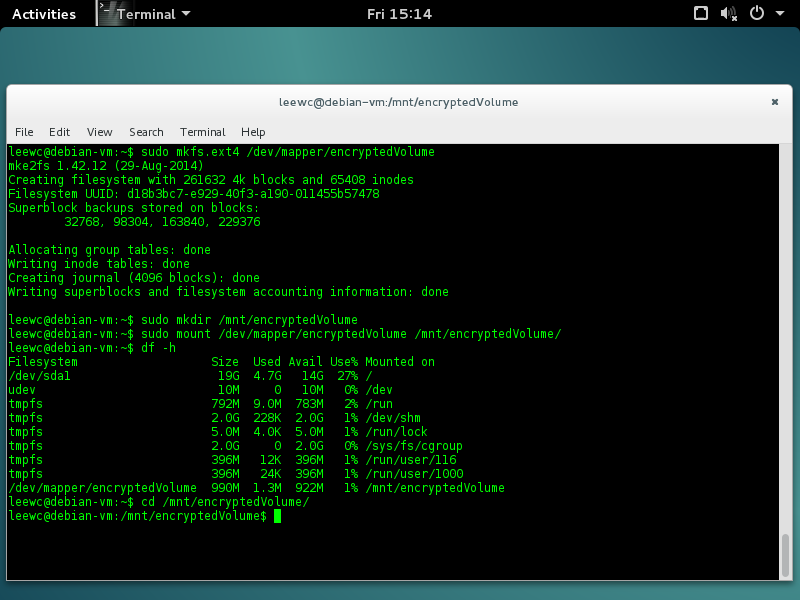 Activities Terminal Fri 15:14
leewc@debian-vm:/mnt/encryptedVolume
File Edit View Search Terminal Help
leewc@debian-vm:~$ sudo mkfs.ext4 /dev/mapper/encryptedVolume
mke2fs 1.42.12 (29-Aug-2014)
Creating filesystem with 261632 4k blocks and 65408 inodes
Filesystem UUID: d18b3bc7-e929-40f3-a190-011455b57478
Superblock backups stored on blocks:
        32768, 98304, 163840, 229376
Allocating group tables: done
Writing inode tables: done
Creating journal (4096 blocks): done
Writing superblocks and filesystem accounting information: done
leewc@debian-vm:~$ sudo mkdir /mnt/encryptedVolume
leewc@debian-vm:~$ sudo mount /dev/mapper/encryptedVolume /mnt/encryptedVolume/
leewc@debian-vm:~$ df -h
Filesystem                   Size  Used Avail Use% Mounted on
/dev/sda1                     19G  4.7G   14G  27% /
udev                          10M     0   10M   0% /dev
tmpfs                        792M  9.0M  783M   2% /run
tmpfs                        2.0G  228K  2.0G   1% /dev/shm
tmpfs                        5.0M  4.0K  5.0M   1% /run/lock
tmpfs                        2.0G     0  2.0G   0% /sys/fs/cgroup
tmpfs                        396M   12K  396M   1% /run/user/116
tmpfs                        396M   24K  396M   1% /run/user/1000
/dev/mapper/encryptedVolume  990M  1.3M  922M   1% /mnt/encryptedVolume
leewc@debian-vm:~$ cd /mnt/encryptedVolume/
leewc@debian-vm:/mnt/encryptedVolume$